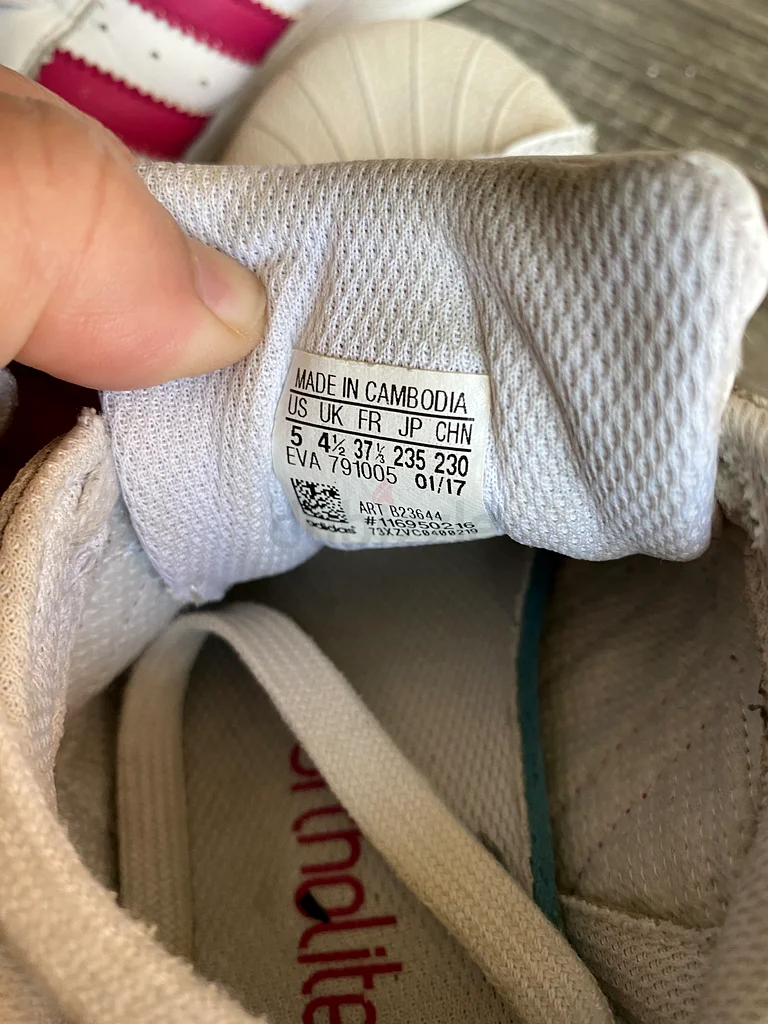 MADE IN CAMBODIA
US UK FR JP CHN
5 4½ 37⅓ 235 230
EVA 791005 01/17
ART B23644
#116950216
adidas
73XZVC0400219
ortholite